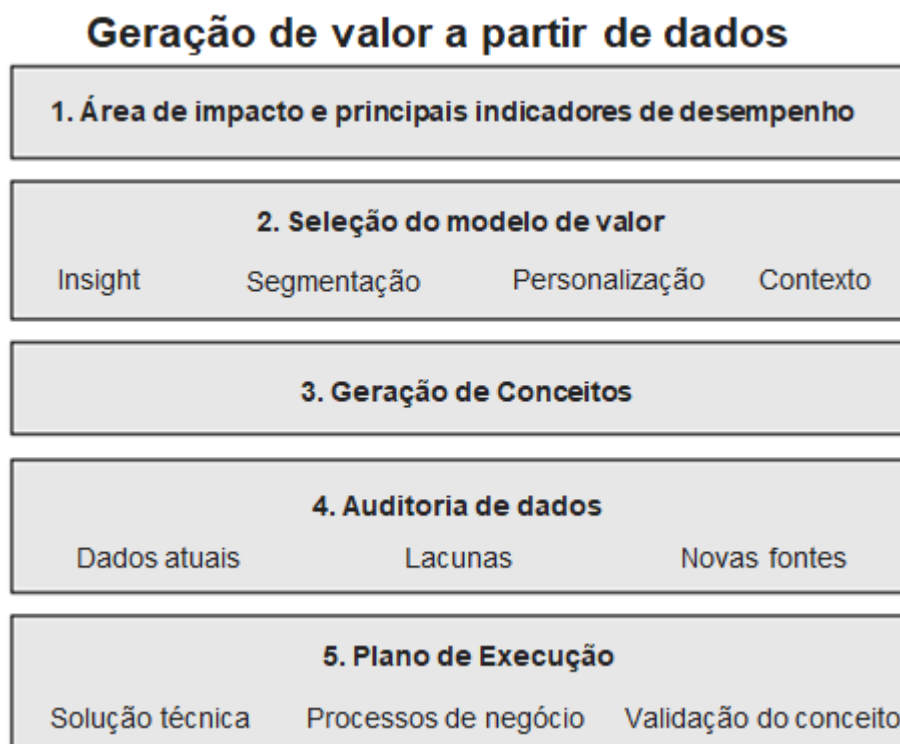 Geração de valor a partir de dados
1. Área de impacto e principais indicadores de desempenho
2. Seleção do modelo de valor
Insight Segmentação Personalização Contexto
3. Geração de Conceitos
4. Auditoria de dados
Dados atuais Lacunas Novas fontes
5. Plano de Execução
Solução técnica Processos de negócio Validação do conceito